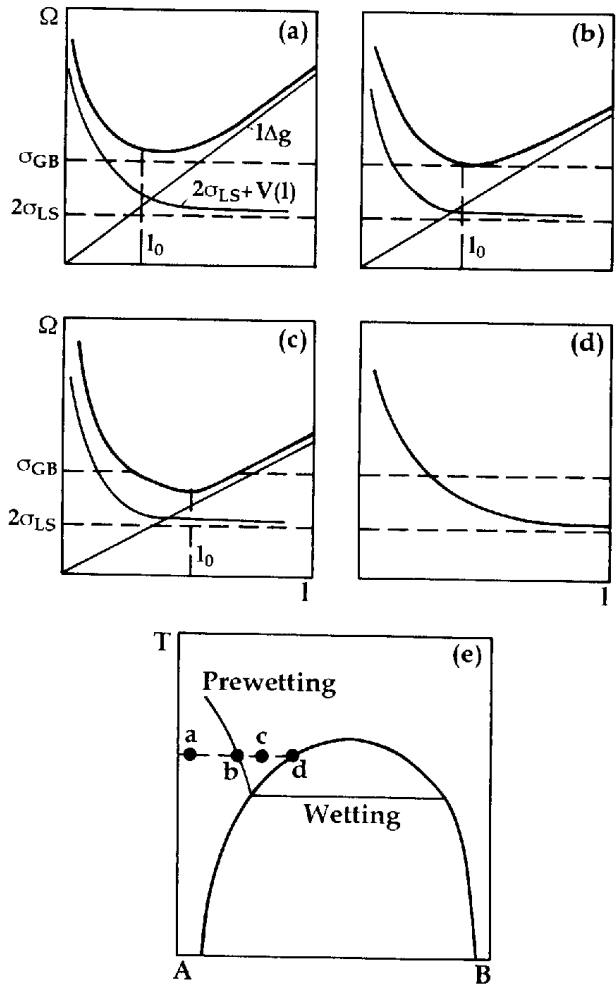 Ω
(a)
lΔg
σGB
2σLS + V(l)
2σLS
l0
(b)
l0
Ω
(c)
σGB
2σLS
l0
l
(d)
l
T
(e)
Prewetting
a
b
c
d
Wetting
A
B